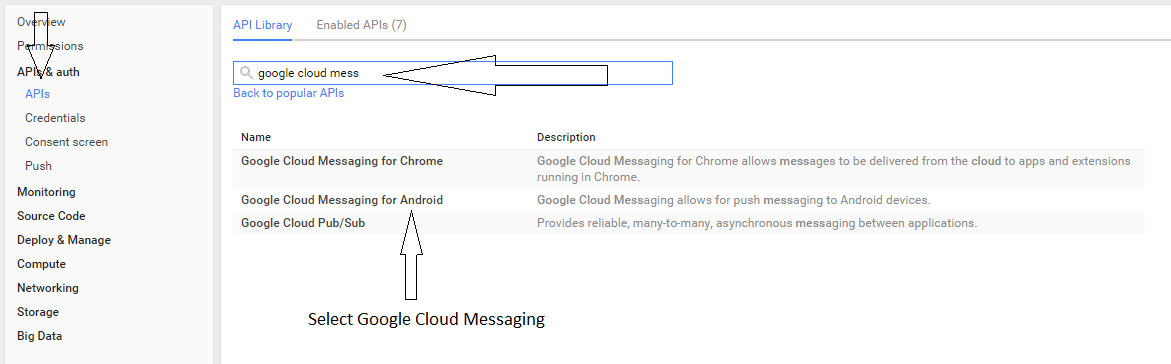 Overview
Permissions
APIs & auth
APIs
Credentials
Consent screen
Push
Monitoring
Source Code
Deploy & Manage
Compute
Networking
Storage
Big Data
API Library Enabled APIs (7)
google cloud mess
Back to popular APIs
Name Description
Google Cloud Messaging for Chrome Google Cloud Messaging for Chrome allows messages to be delivered from the cloud to apps and extensions
running in Chrome.
Google Cloud Messaging for Android Google Cloud Messaging allows for push messaging to Android devices.
Google Cloud Pub/Sub Provides reliable, many-to-many, asynchronous messaging between applications.
Select Google Cloud Messaging